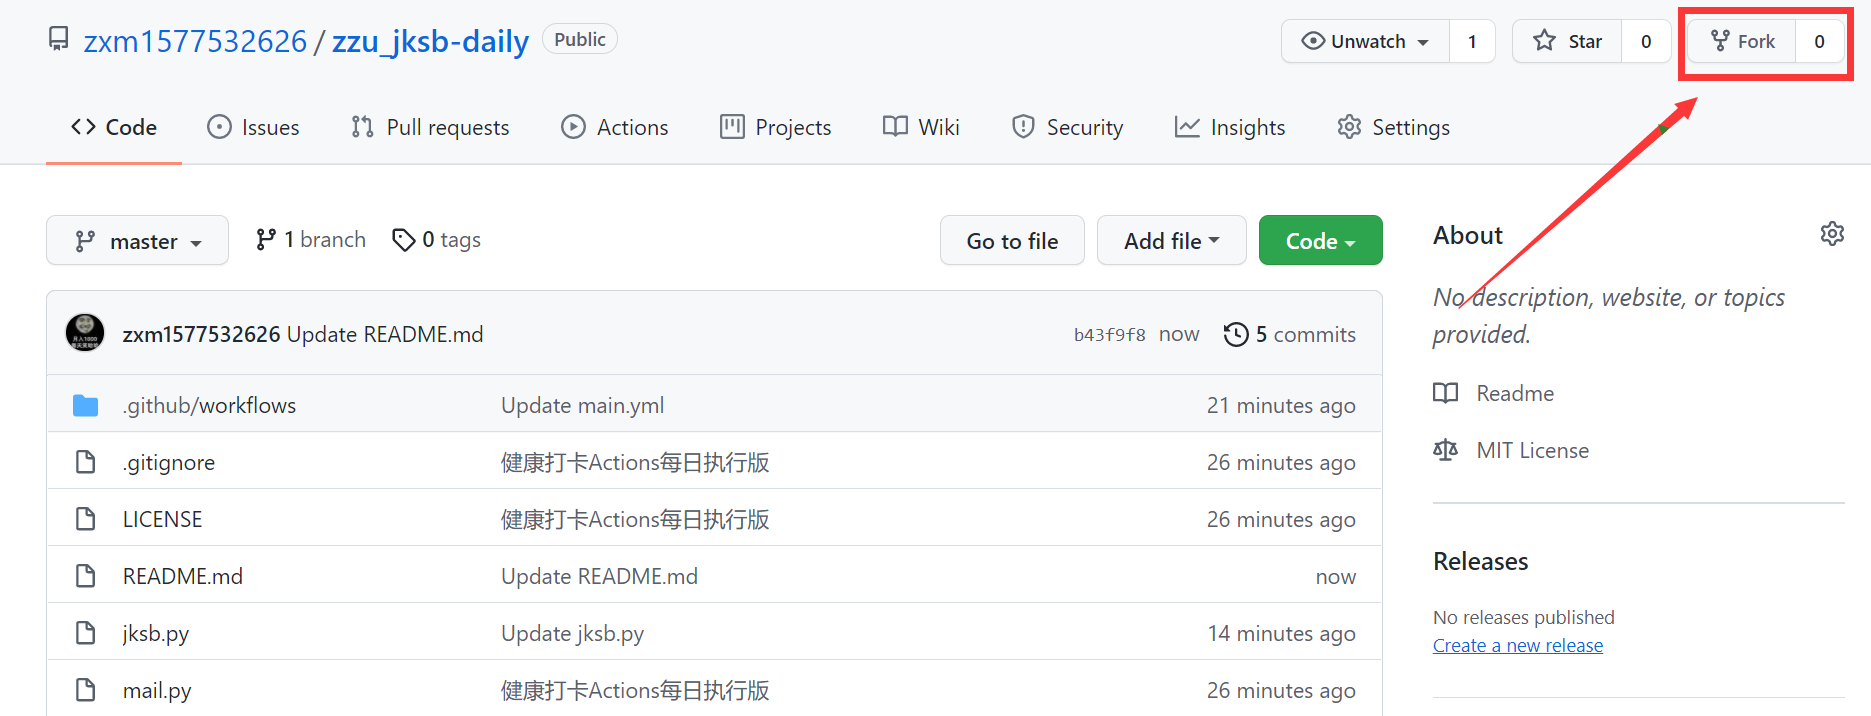 zxm1577532626 / zzu_jksb-daily Public Unwatch 1 Star 0 Fork 0
Code Issues Pull requests Actions Projects Wiki Security Insights Settings
master 1 branch 0 tags Go to file Add file Code
zxm1577532626 Update README.md b43f9f8 now 5 commits
.github/workflows Update main.yml 21 minutes ago
.gitignore 健康打卡Actions每日执行版 26 minutes ago
LICENSE 健康打卡Actions每日执行版 26 minutes ago
README.md Update README.md now
jksb.py Update jksb.py 14 minutes ago
mail.py 健康打卡Actions每日执行版 26 minutes ago
About
No description, website, or topics
provided.
Readme
MIT License
Releases
No releases published
Create a new release